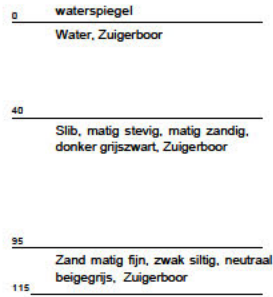 0 waterspiegel
Water, Zuigerboor
40
Slib, matig stevig, matig zandig,
donker grijszwart, Zuigerboor
95
Zand matig fijn, zwak siltig, neutraal
beigegrijs, Zuigerboor
115